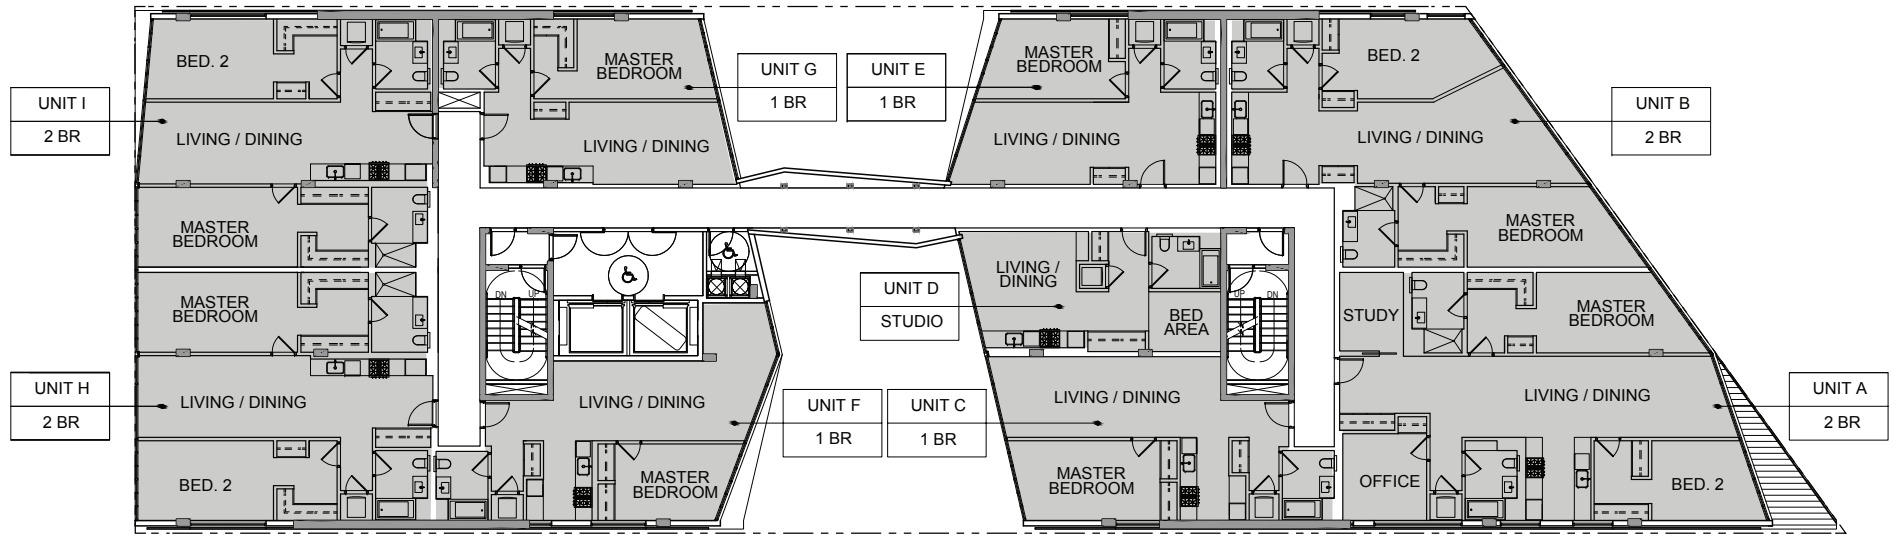 BED. 2
MASTER
BEDROOM
UNIT G
1 BR
UNIT E
1 BR
MASTER
BEDROOM
BED. 2
UNIT I
2 BR
LIVING / DINING
LIVING / DINING
LIVING / DINING
LIVING / DINING
UNIT B
2 BR
MASTER
BEDROOM
MASTER
BEDROOM
MASTER
BEDROOM
LIVING /
DINING
UNIT D
STUDIO
BED
AREA
STUDY
MASTER
BEDROOM
DN
UP
UP
DN
UNIT H
2 BR
LIVING / DINING
LIVING / DINING
UNIT F
1 BR
UNIT C
1 BR
LIVING / DINING
LIVING / DINING
UNIT A
2 BR
BED. 2
MASTER
BEDROOM
MASTER
BEDROOM
OFFICE
BED. 2